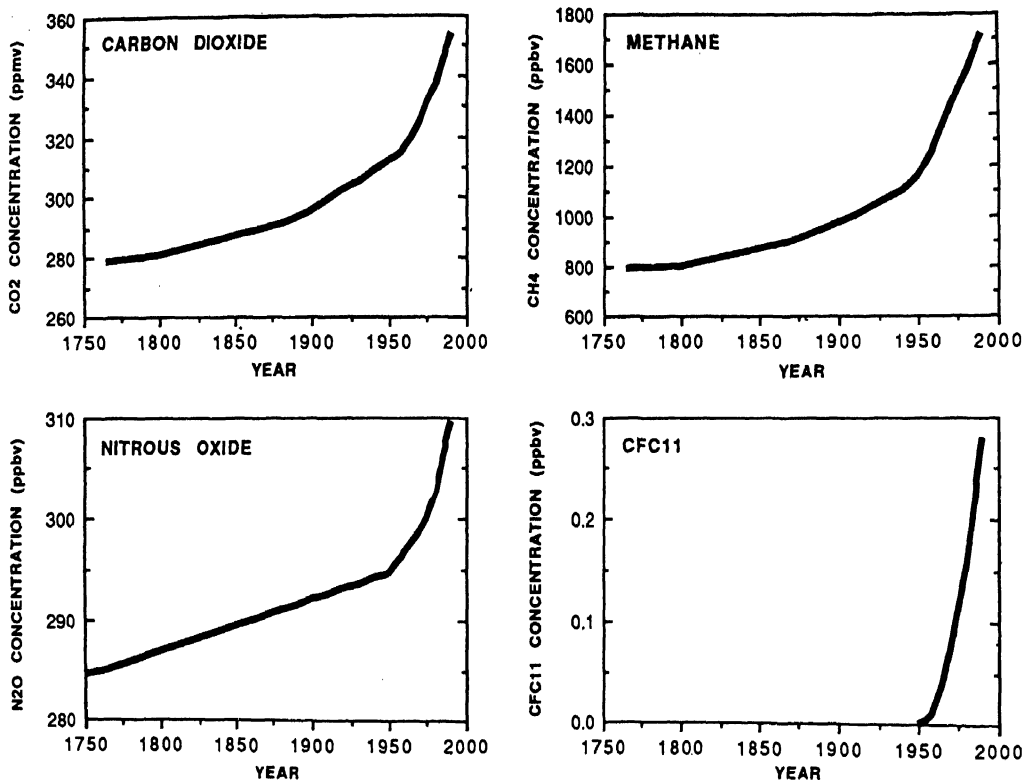 CARBON DIOXIDE
CO2 CONCENTRATION (ppmv)
360
340
320
300
280
260
1750 1800 1850 1900 1950 2000
YEAR
METHANE
CH4 CONCENTRATION (ppbv)
1800
1600
1400
1200
1000
800
600
1750 1800 1850 1900 1950 2000
YEAR
NITROUS OXIDE
N2O CONCENTRATION (ppbv)
310
300
290
280
1750 1800 1850 1900 1950 2000
YEAR
CFC11
CFC11 CONCENTRATION (ppbv)
0.3
0.2
0.1
0.0
1750 1800 1850 1900 1950 2000
YEAR